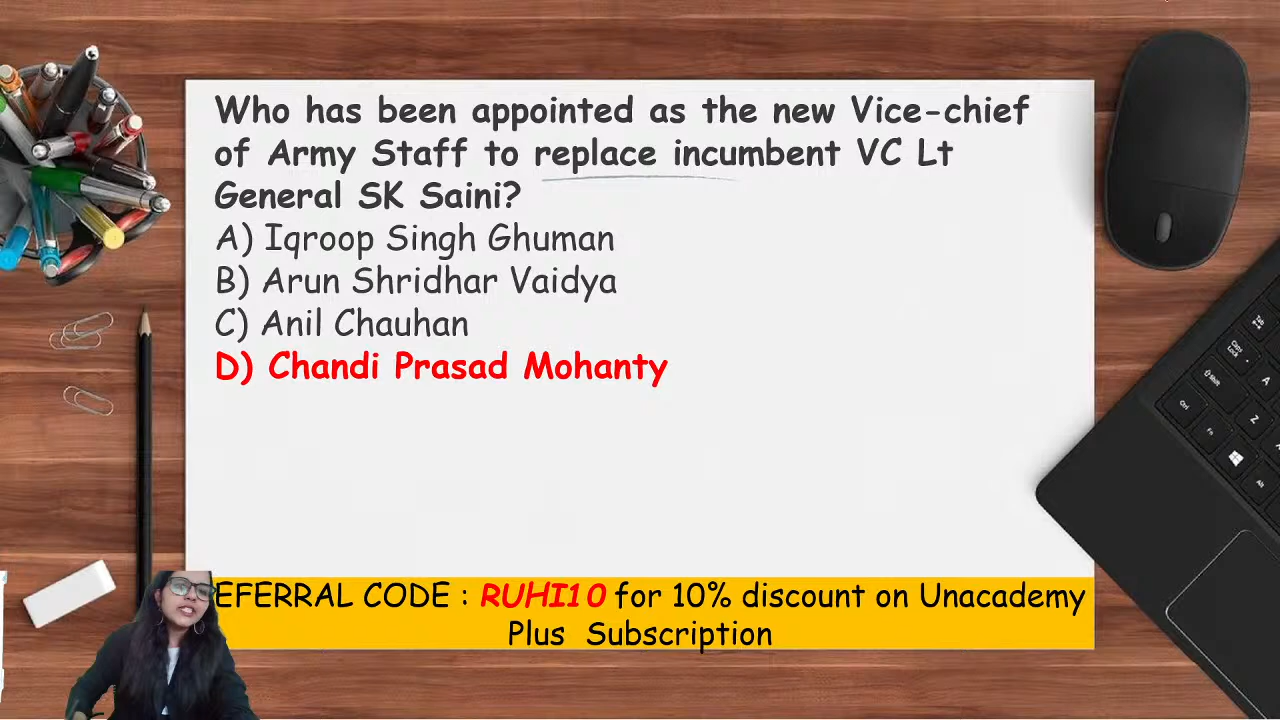 Who has been appointed as the new Vice-chief
of Army Staff to replace incumbent VC Lt
General SK Saini?
A) Iqroop Singh Ghuman
B) Arun Shridhar Vaidya
C) Anil Chauhan
D) Chandi Prasad Mohanty
EFERRAL CODE : RUHI10 for 10% discount on Unacademy
Plus Subscription